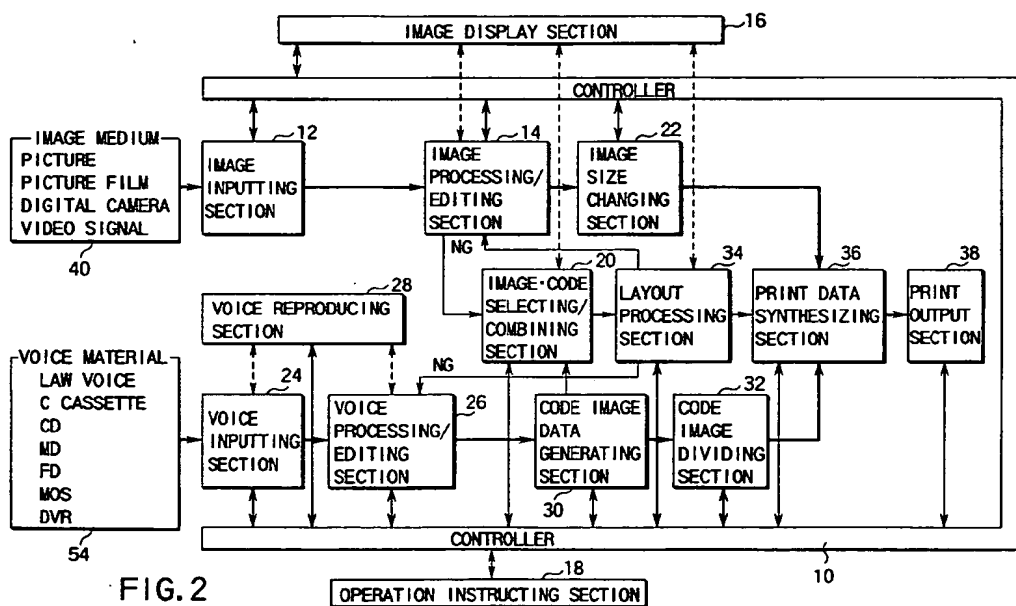 IMAGE DISPLAY SECTION
16
CONTROLLER
IMAGE MEDIUM
PICTURE
PICTURE FILM
DIGITAL CAMERA
VIDEO SIGNAL
40
12
IMAGE
INPUTTING
SECTION
14
IMAGE
PROCESSING/
EDITING
SECTION
22
IMAGE
SIZE
CHANGING
SECTION
NG
20
IMAGE·CODE
SELECTING/
COMBINING
SECTION
34
LAYOUT
PROCESSING
SECTION
36
PRINT DATA
SYNTHESIZING
SECTION
38
PRINT
OUTPUT
SECTION
28
VOICE REPRODUCING
SECTION
NG
VOICE MATERIAL
LAW VOICE
C CASSETTE
CD
MD
FD
MOS
DVR
54
24
VOICE
INPUTTING
SECTION
26
VOICE
PROCESSING/
EDITING
SECTION
CODE IMAGE
DATA
GENERATING
SECTION
30
32
CODE
IMAGE
DIVIDING
SECTION
CONTROLLER
10
18
OPERATION INSTRUCTING SECTION
FIG.2